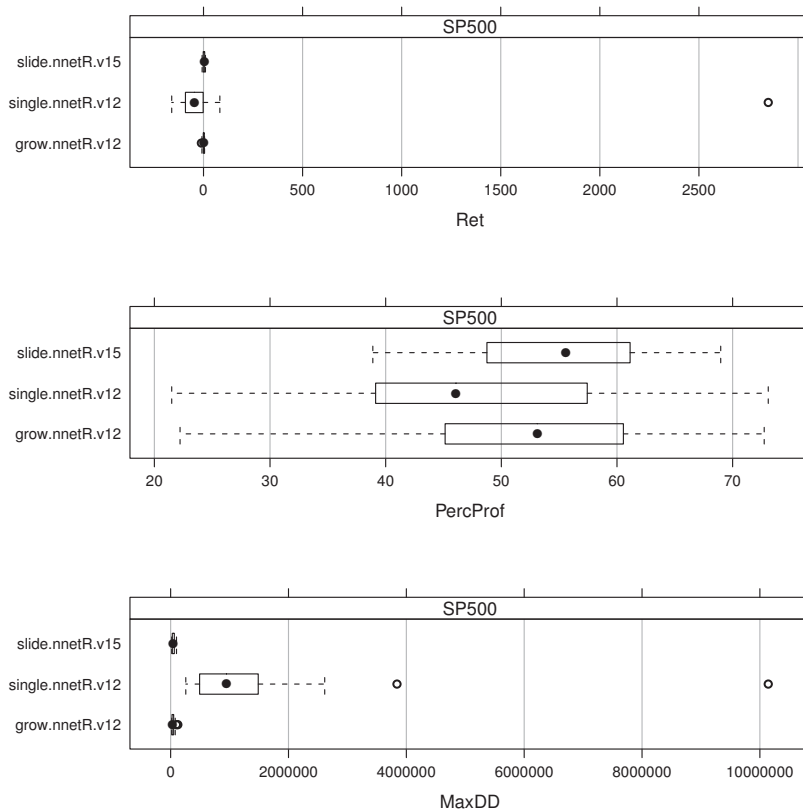 SP500
slide.nnetR.v15
single.nnetR.v12
grow.nnetR.v12
0 500 1000 1500 2000 2500
Ret
SP500
slide.nnetR.v15
single.nnetR.v12
grow.nnetR.v12
20 30 40 50 60 70
PercProf
SP500
slide.nnetR.v15
single.nnetR.v12
grow.nnetR.v12
0 2000000 4000000 6000000 8000000 10000000
MaxDD